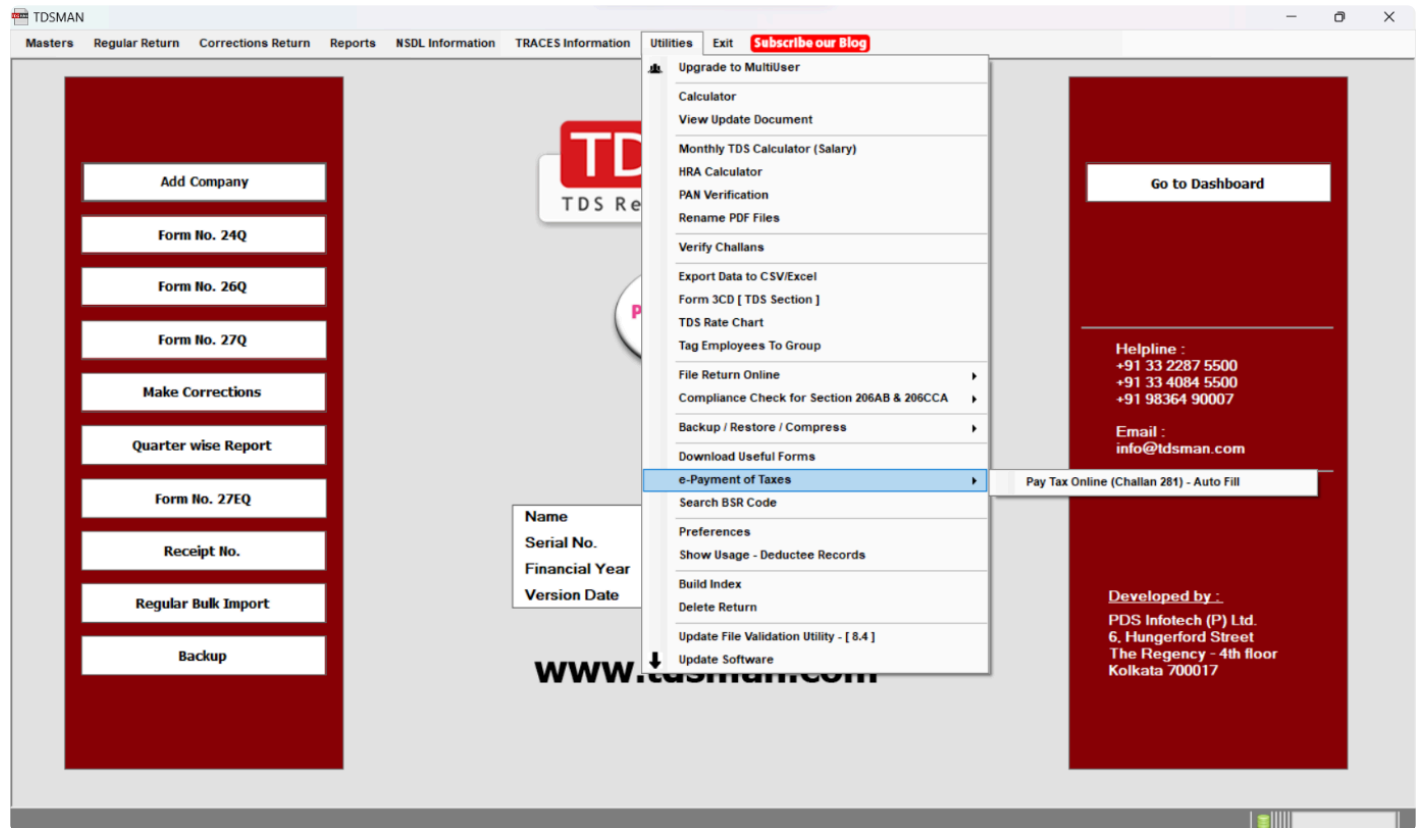 TDSMAN
Masters Regular Return Corrections Return Reports NSDL Information TRACES Information Utilities Exit Subscribe our Blog
Add Company
Form No. 24Q
Form No. 26Q
Form No. 27Q
Make Corrections
Quarter wise Report
Form No. 27EQ
Receipt No.
Regular Bulk Import
Backup
TD
TDS Re
P
Name
Serial No.
Financial Year
Version Date
www.tdsman.com
Upgrade to MultiUser
Calculator
View Update Document
Monthly TDS Calculator (Salary)
HRA Calculator
PAN Verification
Rename PDF Files
Verify Challans
Export Data to CSV/Excel
Form 3CD [ TDS Section ]
TDS Rate Chart
Tag Employees To Group
File Return Online
Compliance Check for Section 206AB & 206CCA
Backup / Restore / Compress
Download Useful Forms
e-Payment of Taxes
Search BSR Code
Preferences
Show Usage - Deductee Records
Build Index
Delete Return
Update File Validation Utility - [ 8.4 ]
Update Software
Pay Tax Online (Challan 281) - Auto Fill
Go to Dashboard
Helpline :
+91 33 2287 5500
+91 33 4084 5500
+91 98364 90007
Email :
info@tdsman.com
Developed by :
PDS Infotech (P) Ltd.
6, Hungerford Street
The Regency - 4th floor
Kolkata 700017